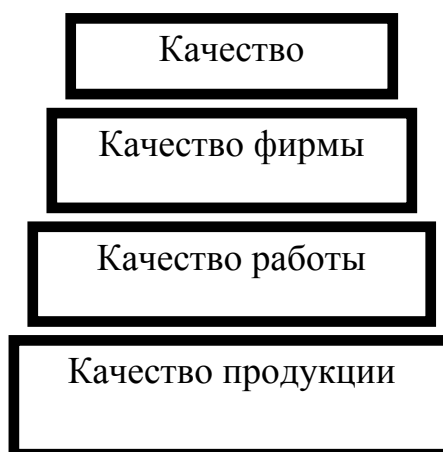 Качество
Качество фирмы
Качество работы
Качество продукции